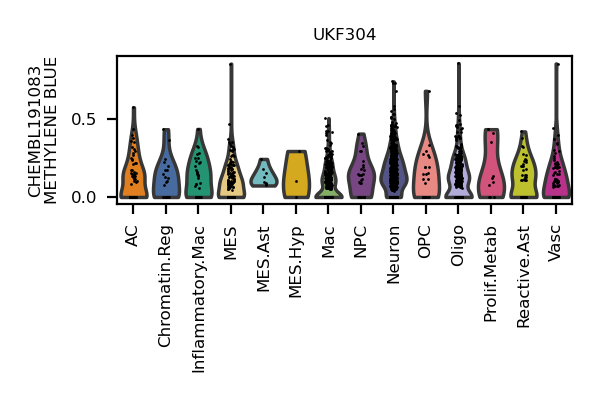 UKF304
CHEMBL191083
METHYLENE BLUE
0.5
0.0
AC
Chromatin.Reg
Inflammatory.Mac
MES
MES.Ast
MES.Hyp
Mac
NPC
Neuron
OPC
Oligo
Prolif.Metab
Reactive.Ast
Vasc